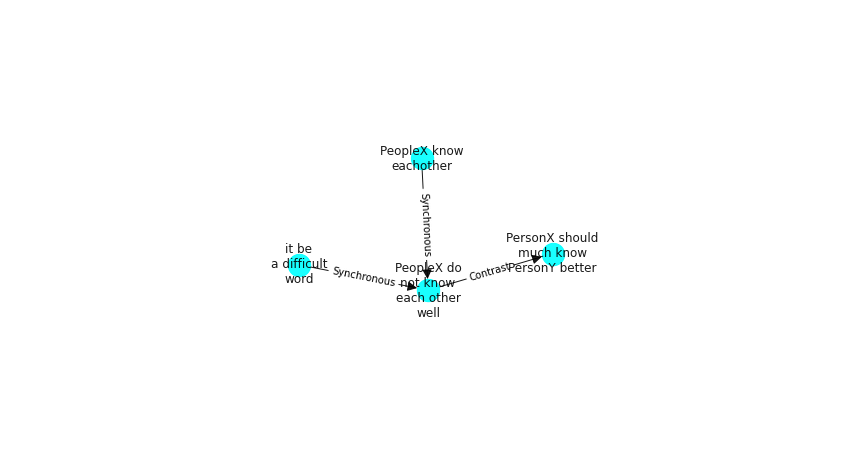 PeopleX know
eachother
Synchronous
it be
a difficult
word
Synchronous
PeopleX do
not know
each other
well
Contrast
PersonX should
much know
PersonY better